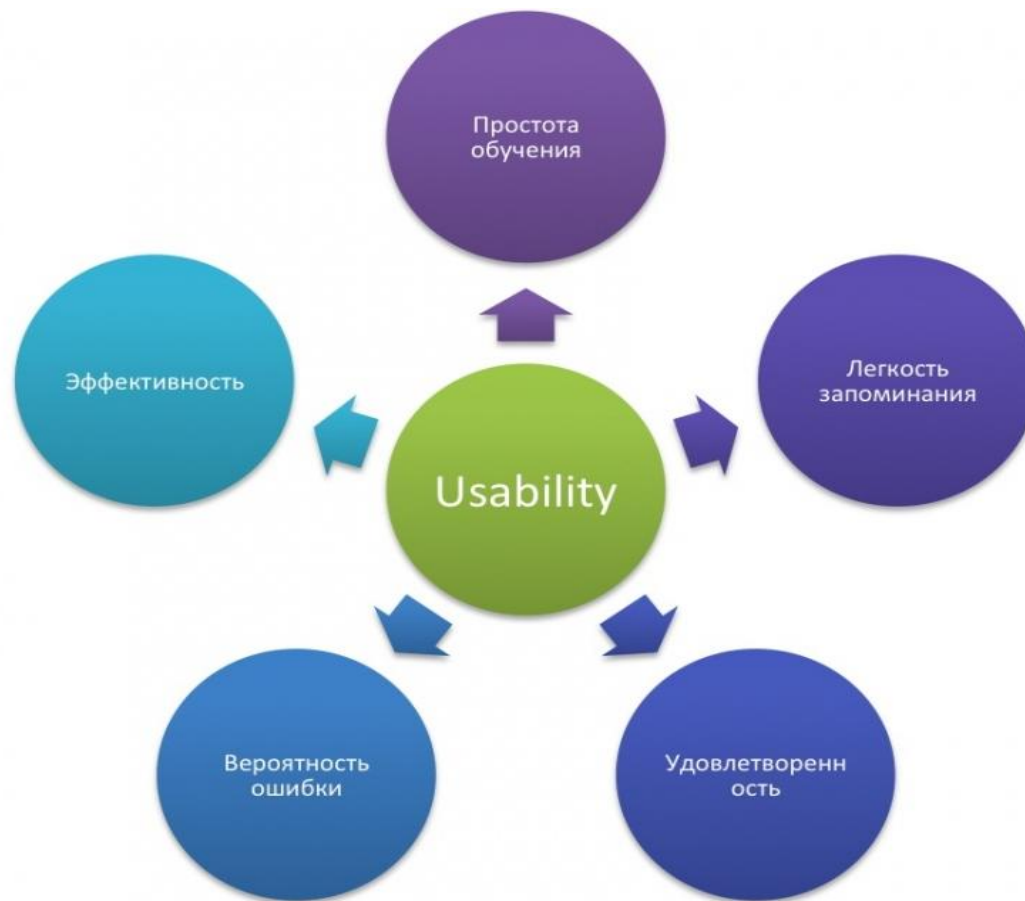 Простота
обучения
Эффективность
Легкость
запоминания
Usability
Вероятность
ошибки
Удовлетворенн
ость